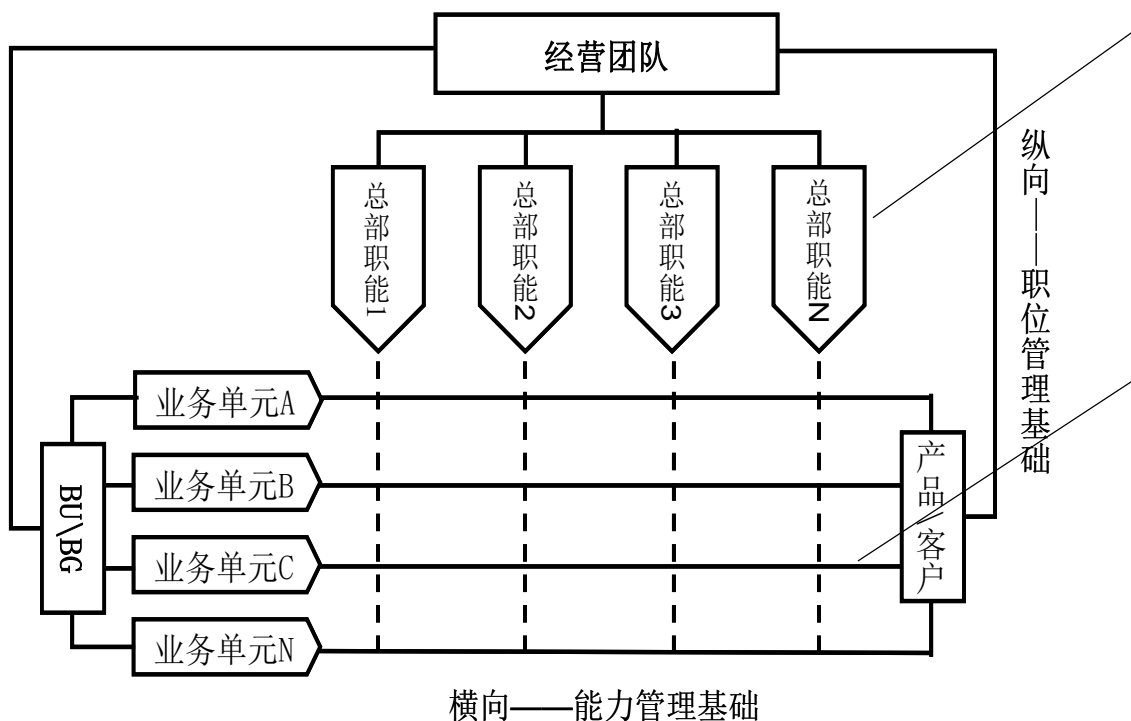 经营团队
总部职能1
总部职能2
总部职能3
总部职能N
纵向——职位管理基础
业务单元A
业务单元B
业务单元C
业务单元N
BU\BG
产品/客户
横向——能力管理基础